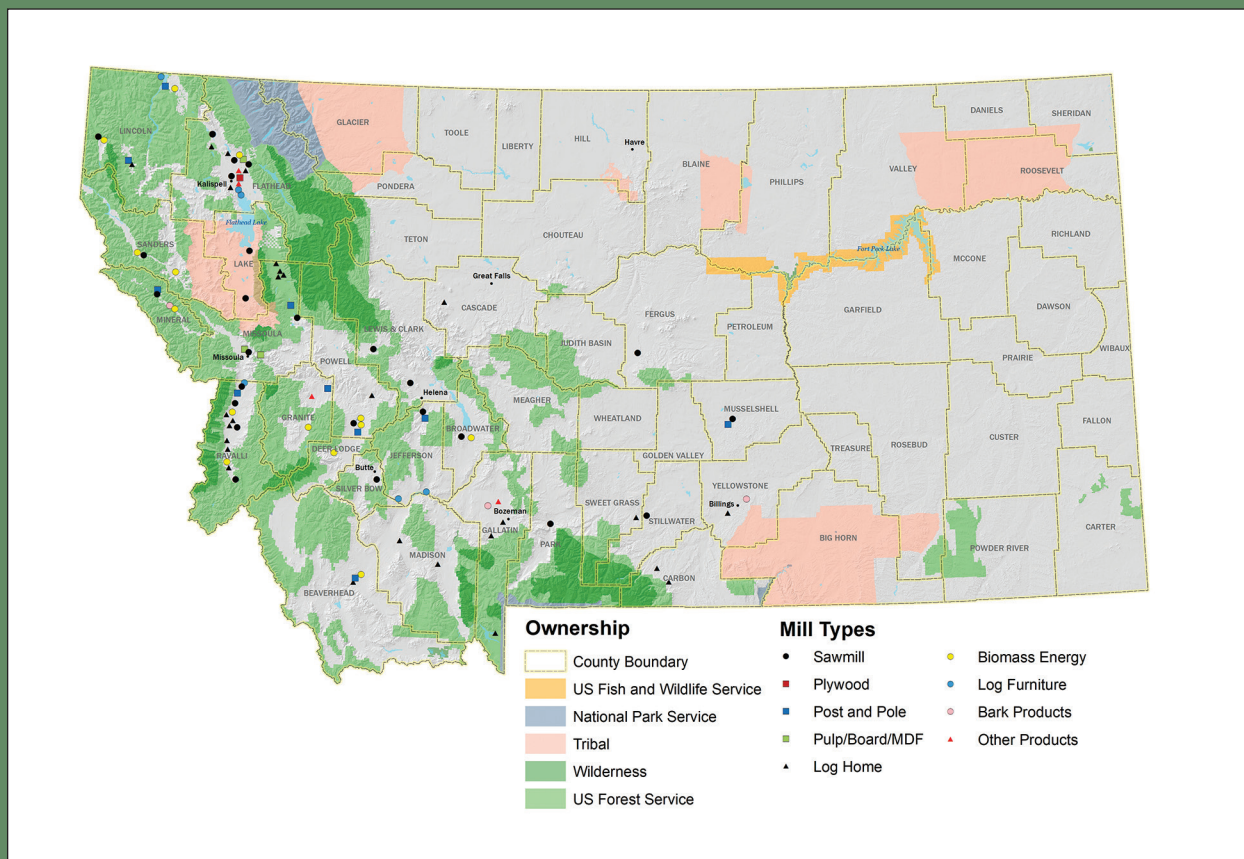 LINCOLN
GLACIER
TOOLE
LIBERTY
HILL
Havre
BLAINE
PHILLIPS
VALLEY
DANIELS
SHERIDAN
ROOSEVELT
Kalispell
FLATHEAD
PONDERA
Flathead Lake
SANDERS
LAKE
TETON
CHOUTEAU
Fort Peck Lake
RICHLAND
MCCONE
Great Falls
CASCADE
MINERAL
MISSOULA
LEWIS & CLARK
FERGUS
PETROLEUM
GARFIELD
DAWSON
JUDITH BASIN
PRAIRIE
WIBAUX
Missoula
POWELL
Helena
MEAGHER
WHEATLAND
MUSSELSHELL
GRANITE
BROADWATER
TREASURE
ROSEBUD
CUSTER
FALLON
RAVALLI
DEER LODGE
JEFFERSON
GOLDEN VALLEY
Butte
SILVER BOW
SWEET GRASS
YELLOWSTONE
Billings
STILLWATER
Bozeman
GALLATIN
PARK
BIG HORN
POWDER RIVER
CARTER
MADISON
CARBON
BEAVERHEAD
Ownership
County Boundary
US Fish and Wildlife Service
National Park Service
Tribal
Wilderness
US Forest Service
Mill Types
Sawmill
Plywood
Post and Pole
Pulp/Board/MDF
Log Home
Biomass Energy
Log Furniture
Bark Products
Other Products